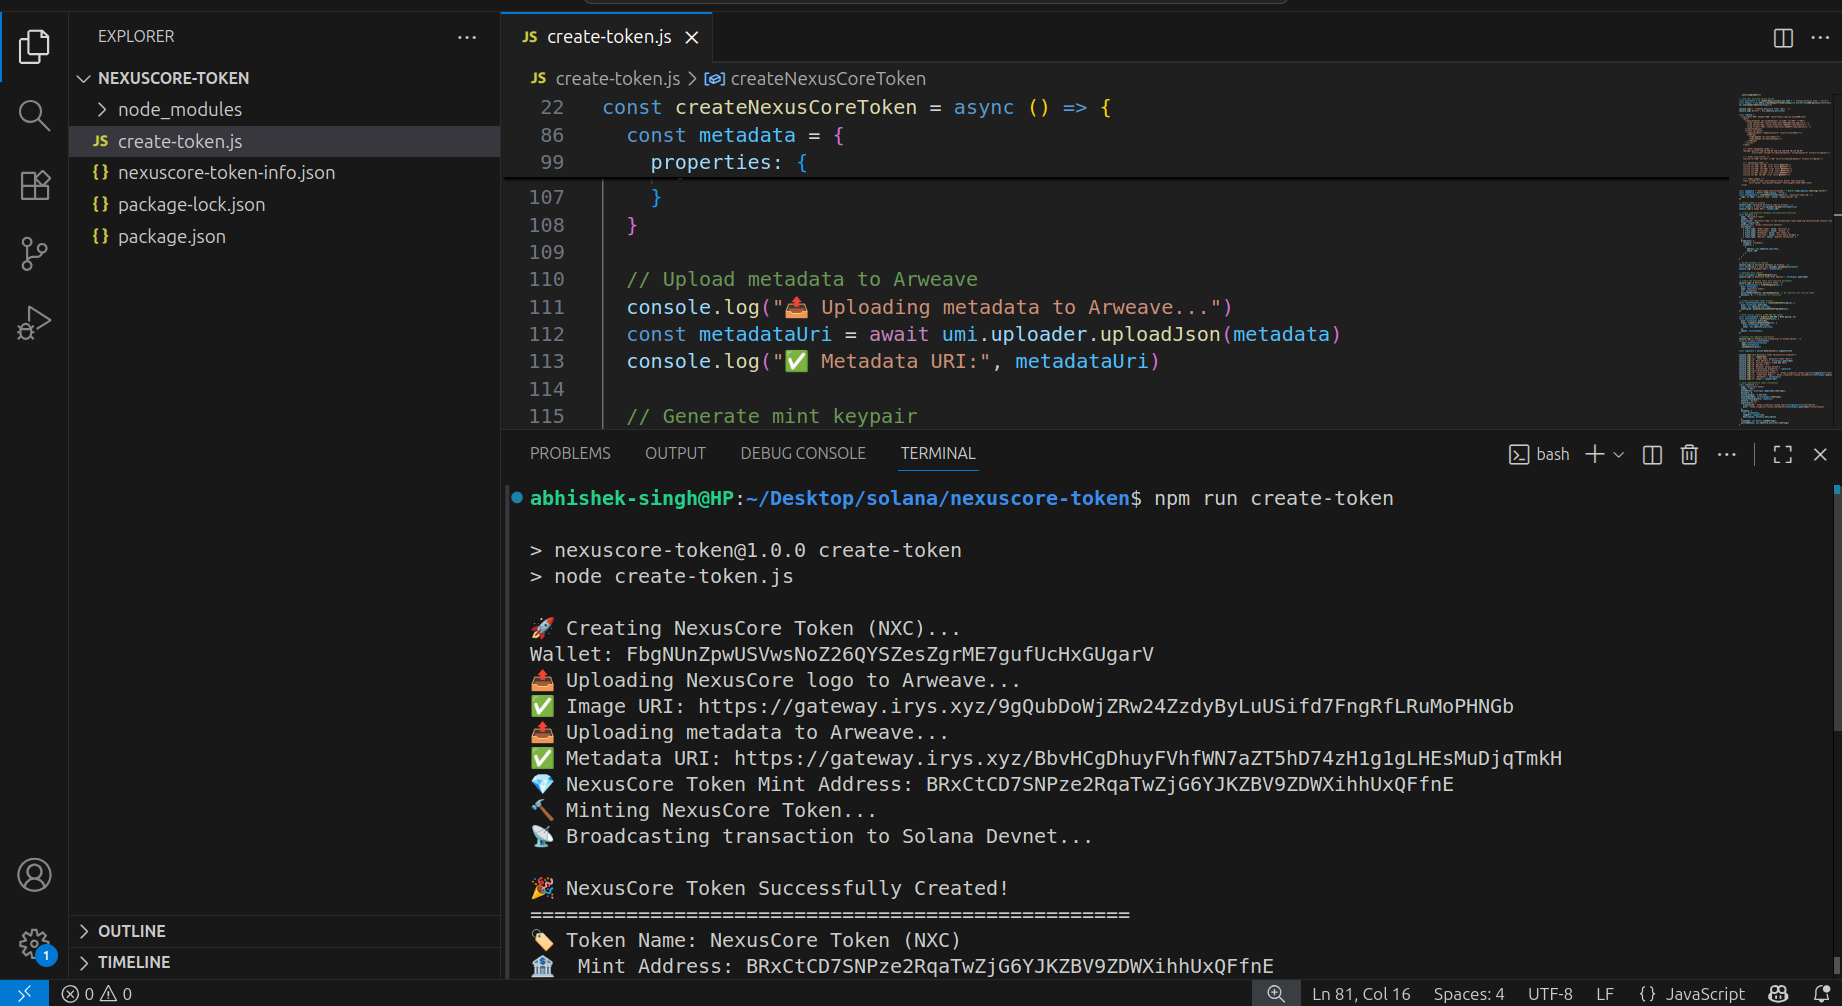 EXPLORER
NEXUSCORE-TOKEN
node_modules
JS create-token.js
{} nexuscore-token-info.json
{} package-lock.json
{} package.json
OUTLINE
TIMELINE
JS create-token.js
JS create-token.js > createNexusCoreToken
22 const createNexusCoreToken = async () => {
86 const metadata = {
99 properties: {
107 }
108 }
109
110 // Upload metadata to Arweave
111 console.log("📤 Uploading metadata to Arweave...")
112 const metadataUri = await umi.uploader.uploadJson(metadata)
113 console.log("✅ Metadata URI:", metadataUri)
114
115 // Generate mint keypair
PROBLEMS OUTPUT DEBUG CONSOLE TERMINAL bash
abhishek-singh@HP:~/Desktop/solana/nexuscore-token$ npm run create-token
> nexuscore-token@1.0.0 create-token
> node create-token.js
🚀 Creating NexusCore Token (NXC)...
Wallet: FbgNUnZpwUSVwsNoZ26QYSZesZgrME7gufUcHxGUgarV
📤 Uploading NexusCore logo to Arweave...
✅ Image URI: https://gateway.irys.xyz/9gQubDoWjZRw24ZzdyByLuUSifd7FngRfLRuMoPHNGb
📤 Uploading metadata to Arweave...
✅ Metadata URI: https://gateway.irys.xyz/BbvHCgDhuyFVhfWN7aZT5hD74zH1g1gLHEsMuDjqTmkH
💎 NexusCore Token Mint Address: BRxCtCD7SNPze2RqaTwZjG6YJKZBV9ZDWXihhUxQFfnE
🔨 Minting NexusCore Token...
📡 Broadcasting transaction to Solana Devnet...
🎉 NexusCore Token Successfully Created!
==================================================
🏷️ Token Name: NexusCore Token (NXC)
🏦 Mint Address: BRxCtCD7SNPze2RqaTwZjG6YJKZBV9ZDWXihhUxQFfnE
1
0 0 Ln 81, Col 16 Spaces: 4 UTF-8 LF {} JavaScript